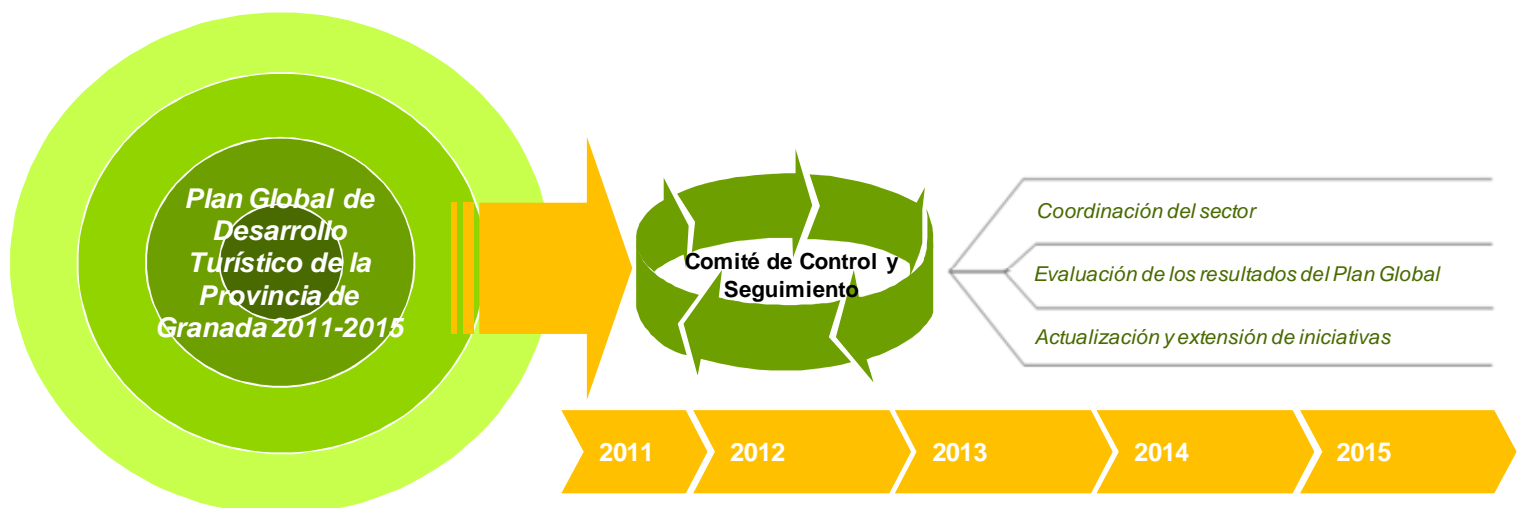 Plan Global de
Desarrollo
Turístico de la
Provincia de
Granada 2011-2015
Comité de Control y
Seguimiento
Coordinación del sector
Evaluación de los resultados del Plan Global
Actualización y extensión de iniciativas
2011
2012
2013
2014
2015